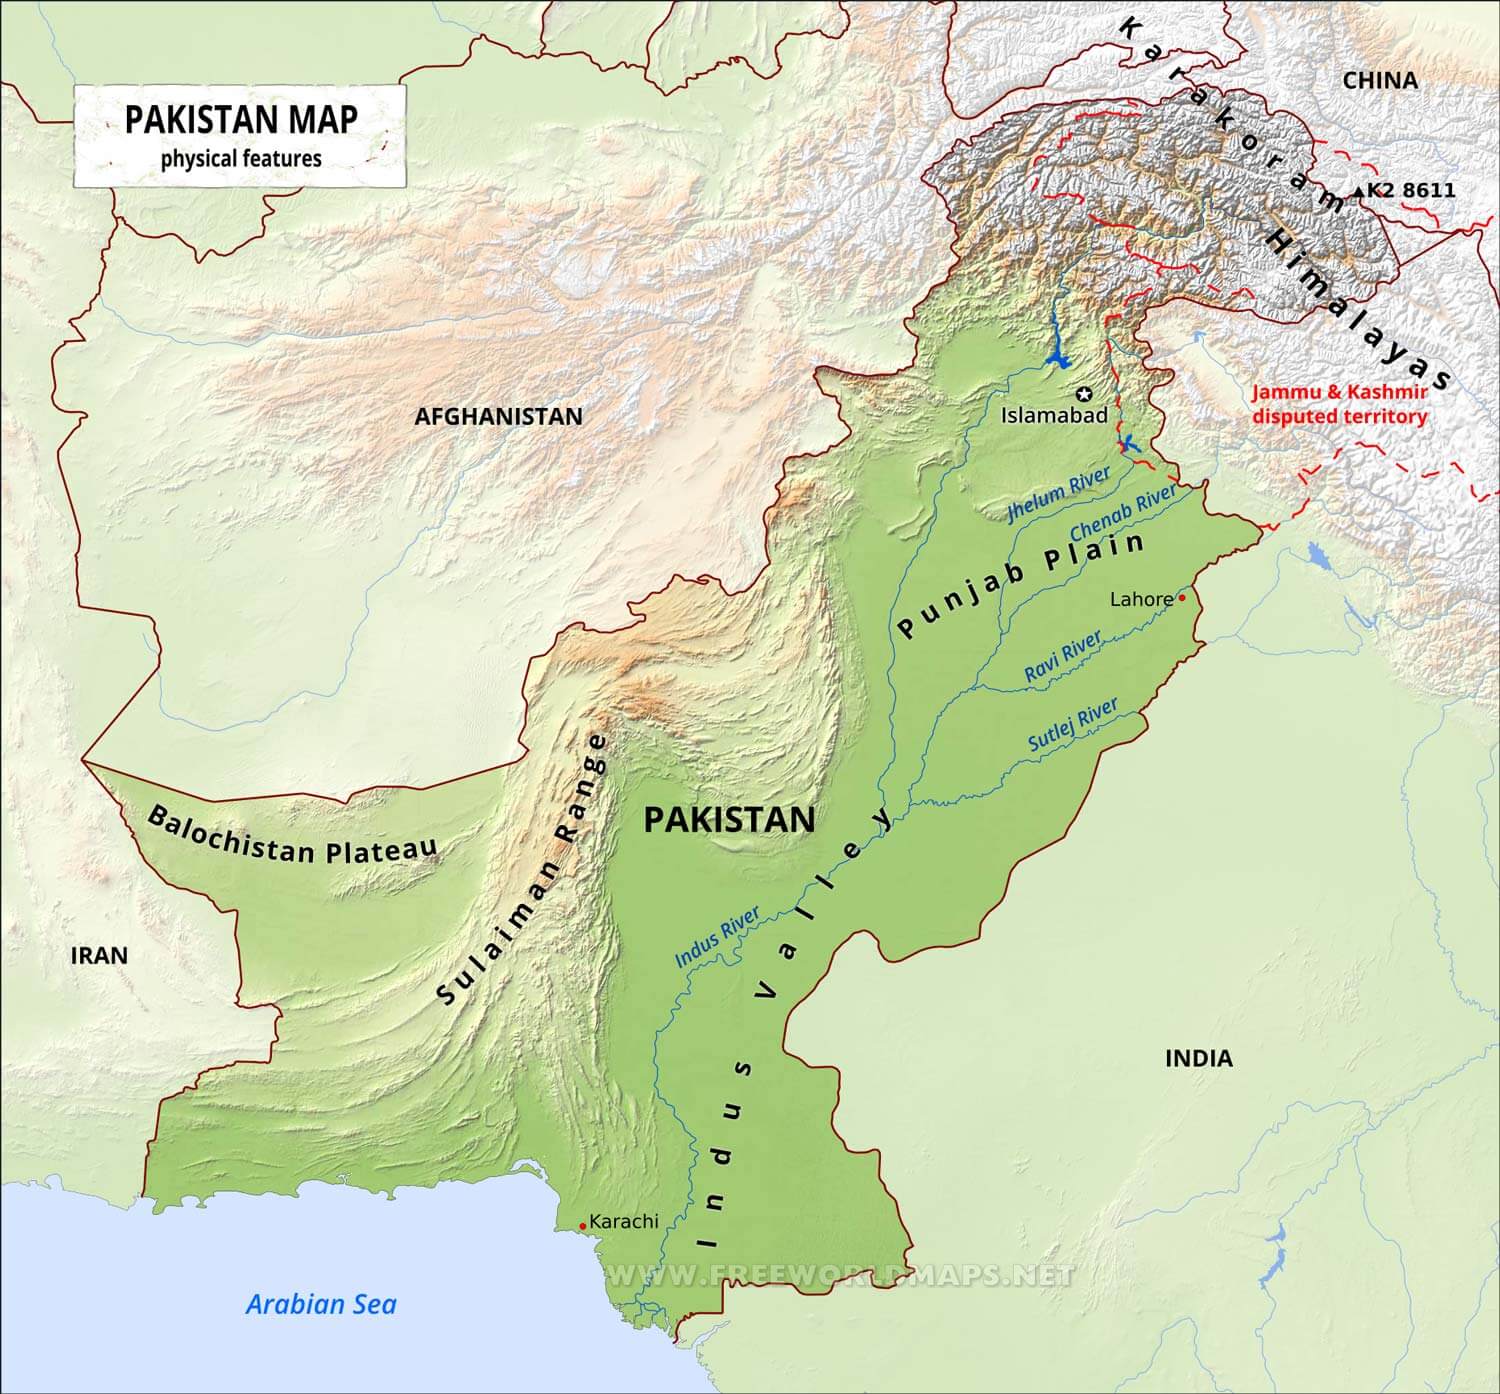 PAKISTAN MAP
physical features
Karakoram
CHINA
K2 8611
Himalayas
Jammu & Kashmir
disputed territory
AFGHANISTAN
Islamabad
Jhelum River
Chenab River
Punjab Plain
Lahore
Ravi River
Sutlej River
PAKISTAN
Balochistan Plateau
Sulaiman Range
Indus River
Indus Valley
IRAN
INDIA
Karachi
WWW.FREEWORLDMAPS.NET
Arabian Sea